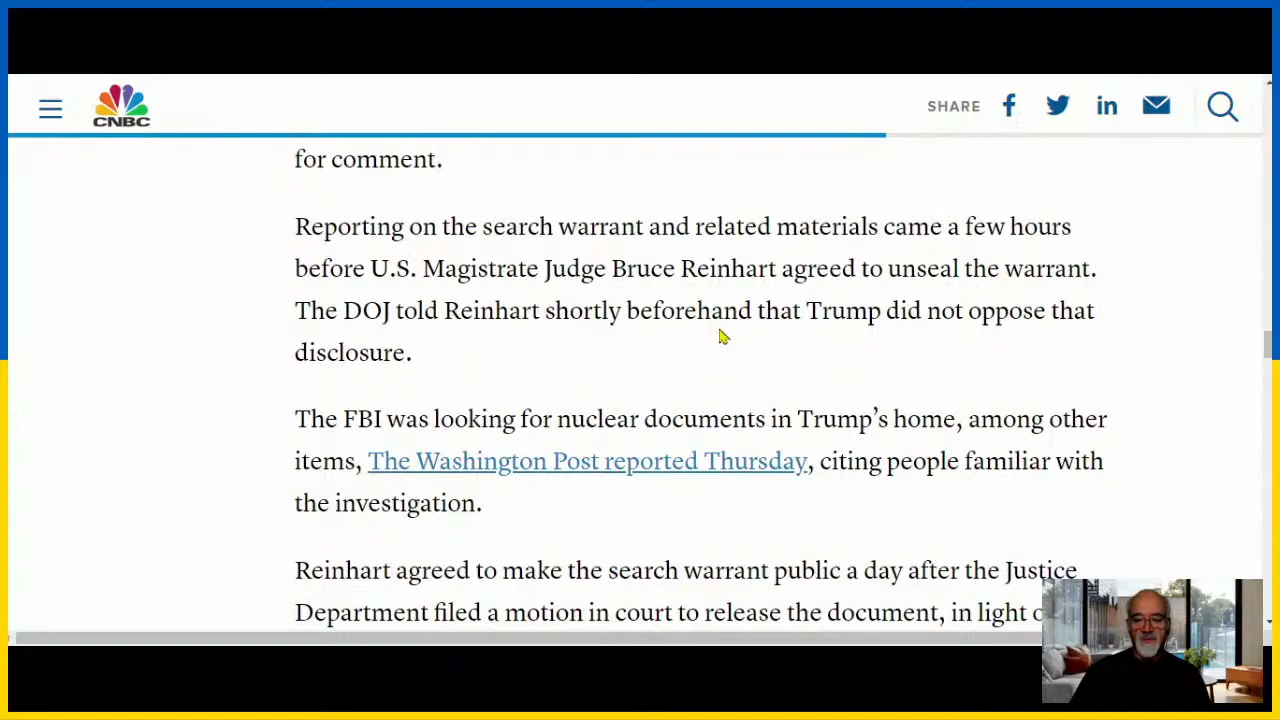 CNBC
SHARE
for comment.
Reporting on the search warrant and related materials came a few hours
before U.S. Magistrate Judge Bruce Reinhart agreed to unseal the warrant.
The DOJ told Reinhart shortly beforehand that Trump did not oppose that
disclosure.
The FBI was looking for nuclear documents in Trump’s home, among other
items, The Washington Post reported Thursday, citing people familiar with
the investigation.
Reinhart agreed to make the search warrant public a day after the Justice
Department filed a motion in court to release the document, in light